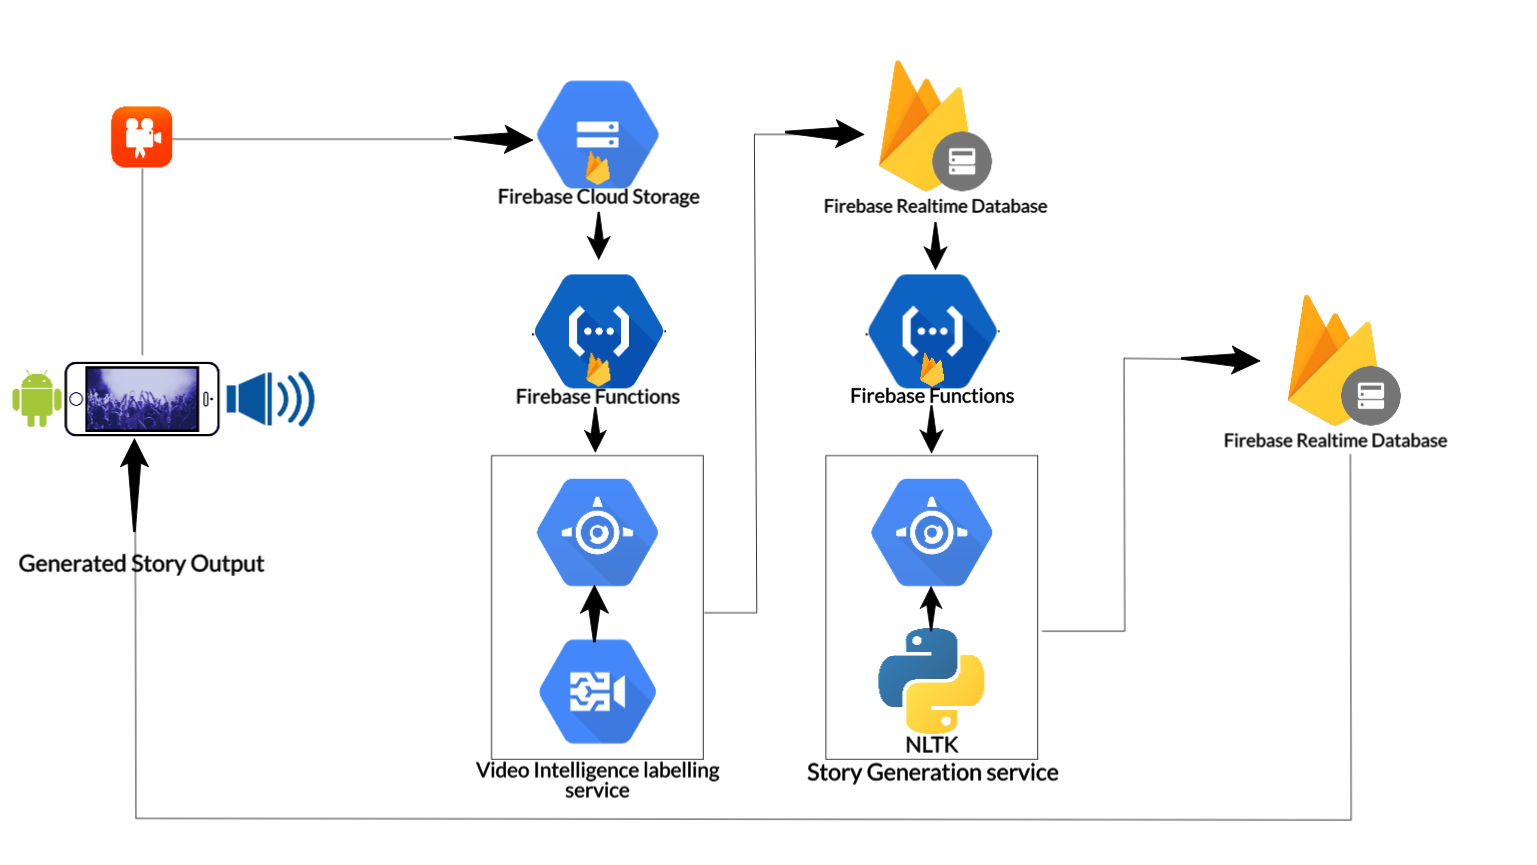 Firebase Cloud Storage
Firebase Realtime Database
Firebase Functions
Firebase Functions
Firebase Realtime Database
Generated Story Output
NLTK
Video Intelligence labelling
service
Story Generation service